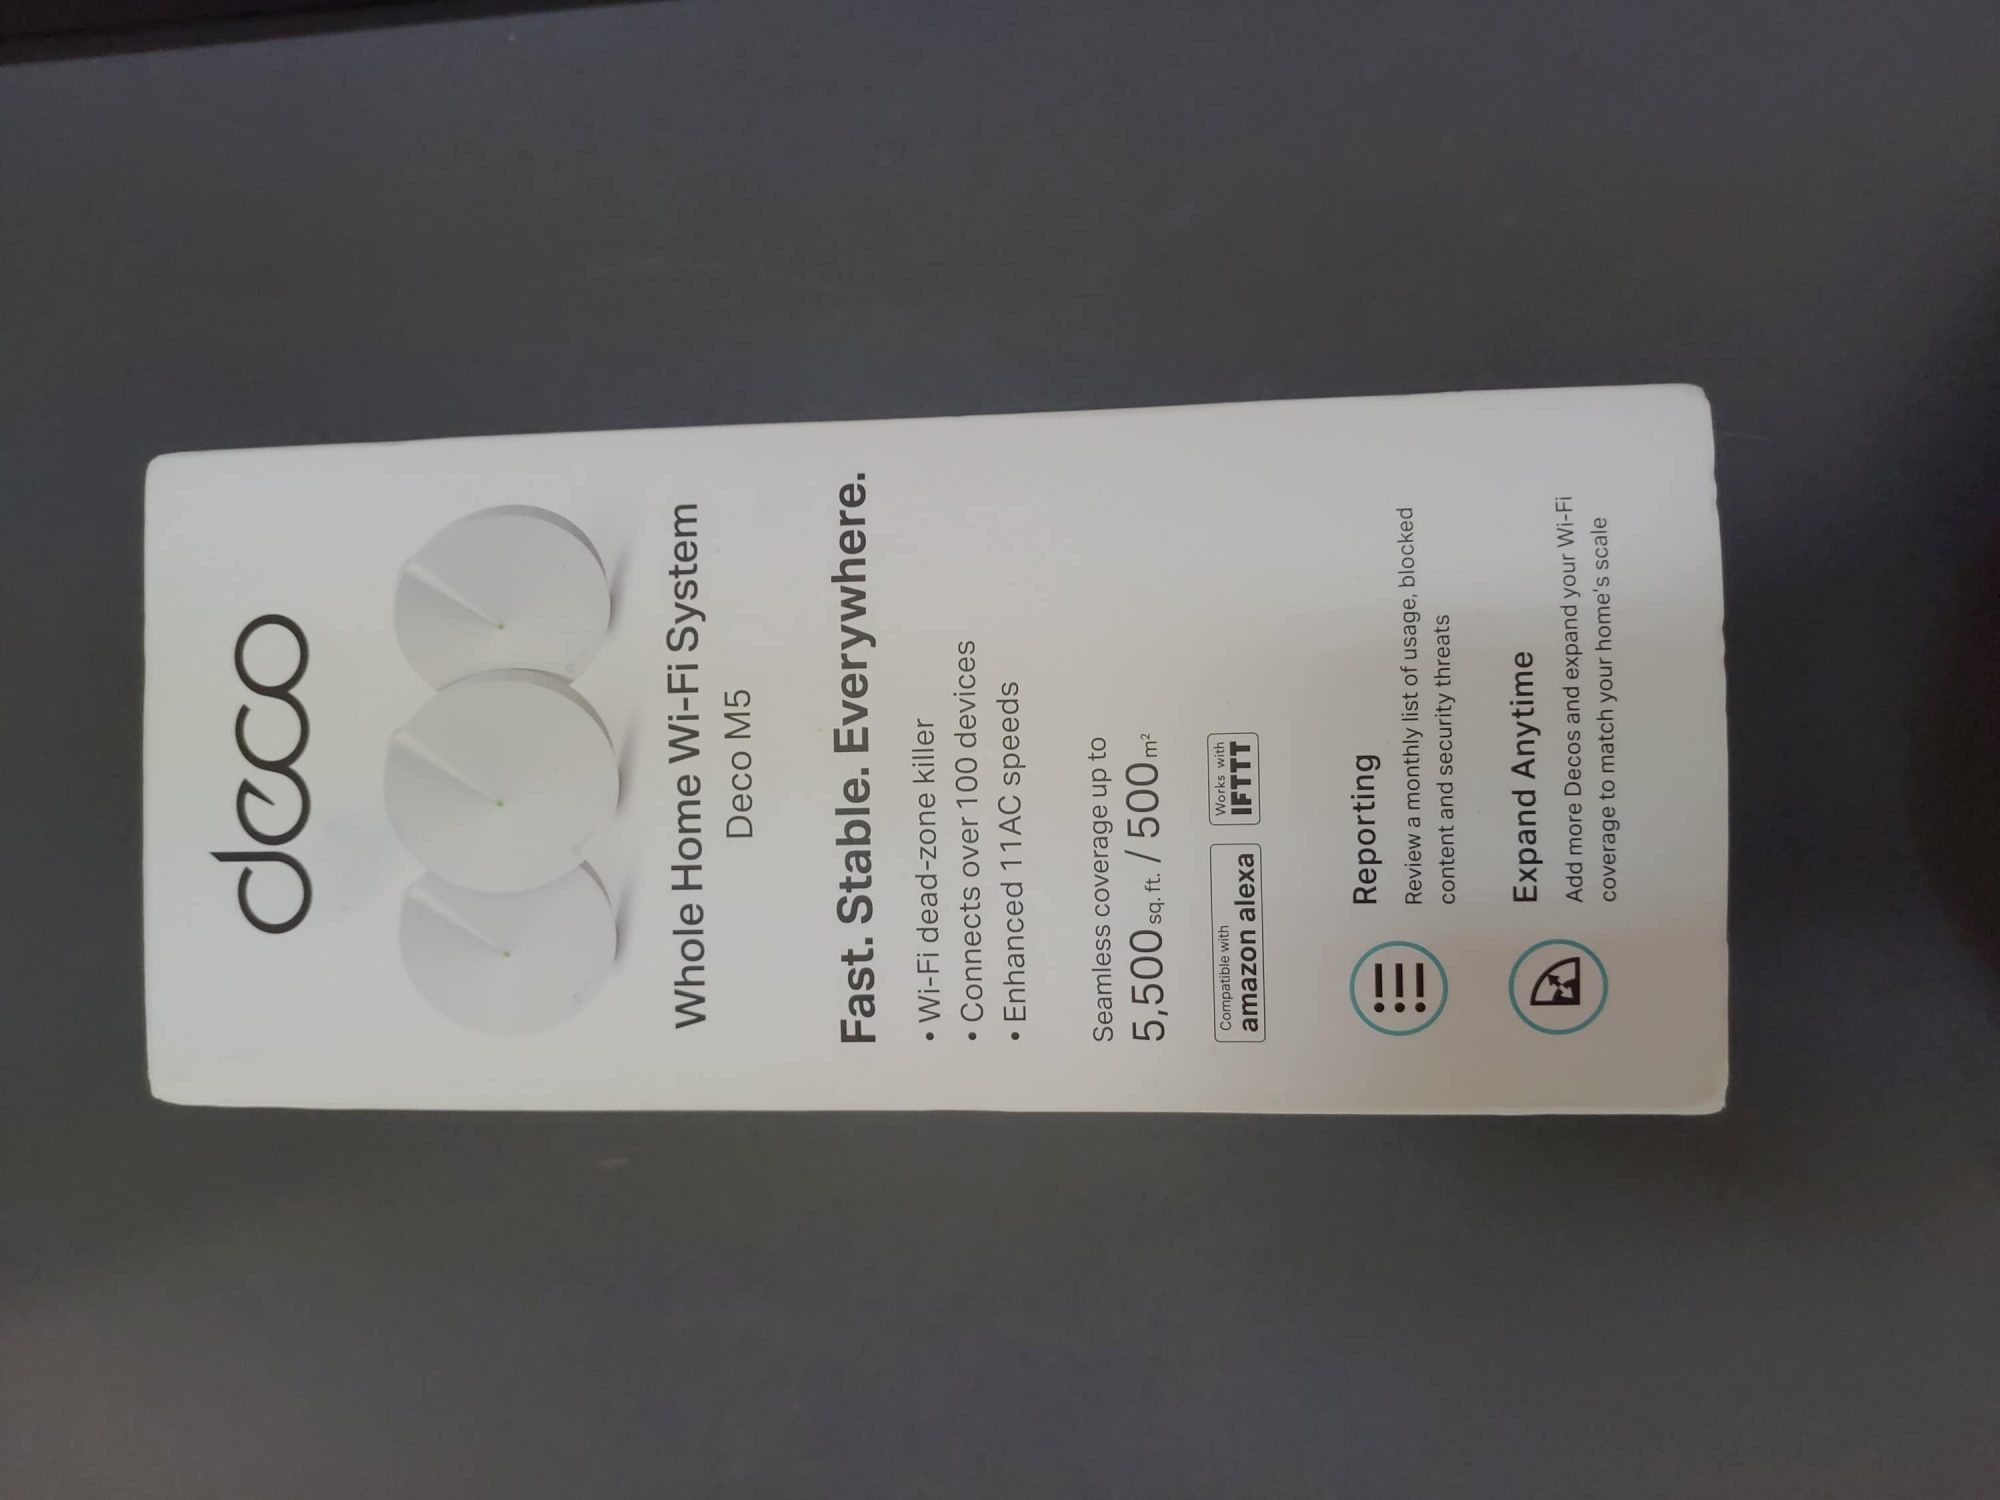 deco
Whole Home Wi-Fi System
Deco M5
Fast. Stable. Everywhere.
• Wi-Fi dead-zone killer
• Connects over 100 devices
• Enhanced 11AC speeds
Seamless coverage up to
5,500 sq. ft. / 500 m²
Compatible with
amazon alexa
Works with
IFTTT
Reporting
Review a monthly list of usage, blocked
content and security threats
Expand Anytime
Add more Decos and expand your Wi-Fi
coverage to match your home's scale